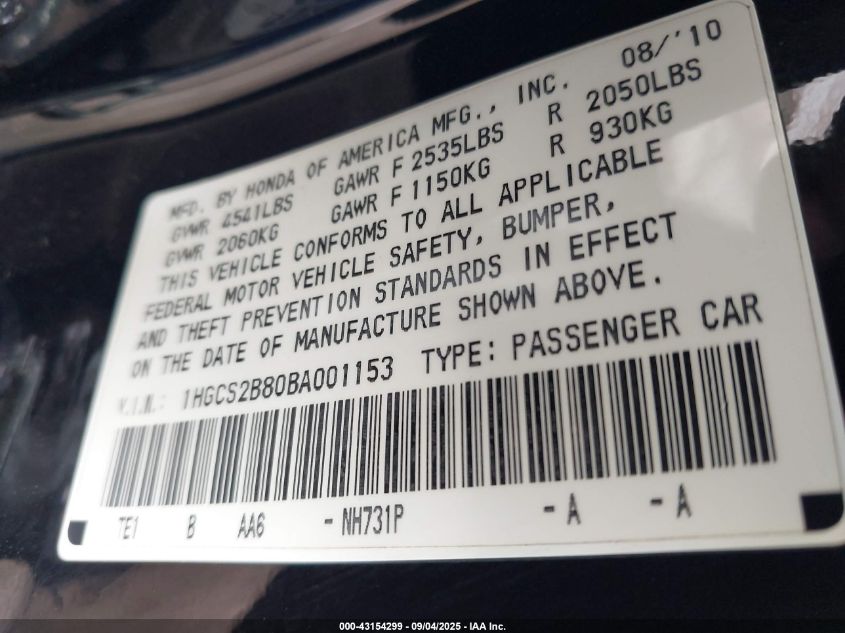 08/'10
MFD. BY HONDA OF AMERICA MFG., INC.
GVWR 4541LBS GAWR F 2535LBS R 2050LBS
GVWR 2060KG GAWR F 1150KG R 930KG
THIS VEHICLE CONFORMS TO ALL APPLICABLE
FEDERAL MOTOR VEHICLE SAFETY, BUMPER,
AND THEFT PREVENTION STANDARDS IN EFFECT
ON THE DATE OF MANUFACTURE SHOWN ABOVE.
V.I.N.: 1HGCS2B80BA001153 TYPE: PASSENGER CAR
TE1 B AA6 - NH731P - A - A
000-43154299 - 09/04/2025 - IAA Inc.